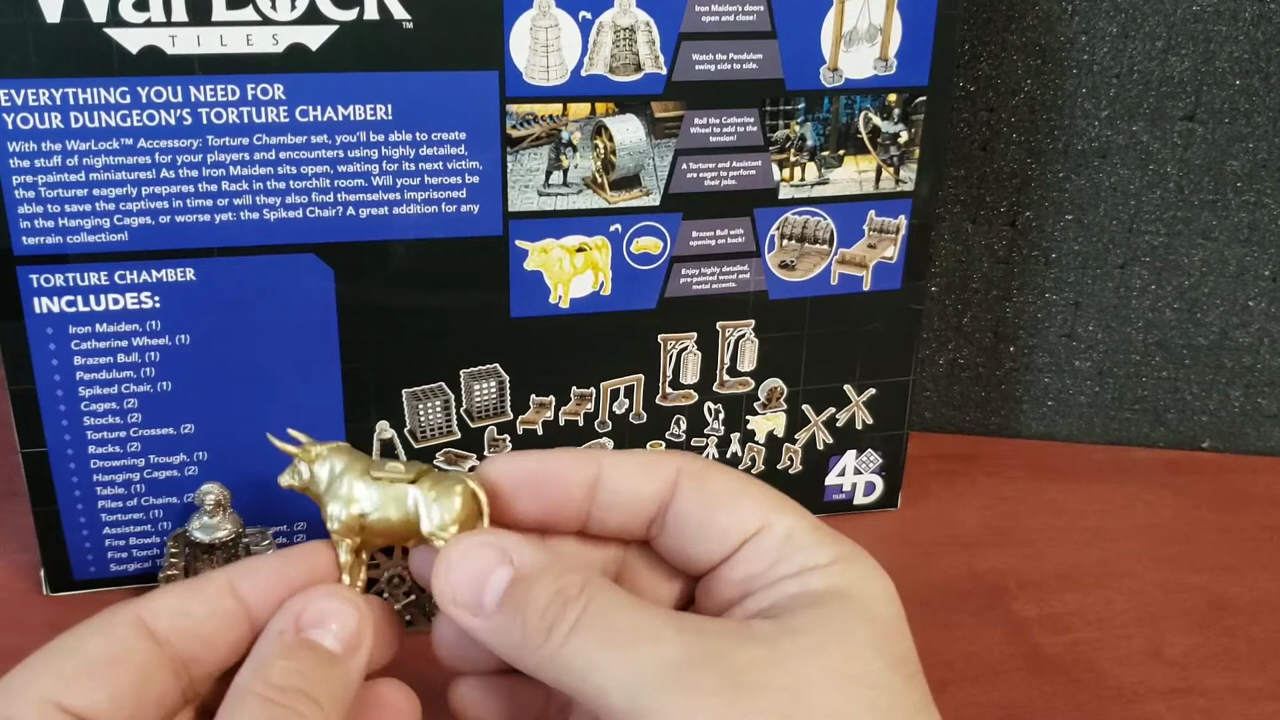 WarLock™
TILES
EVERYTHING YOU NEED FOR
YOUR DUNGEON'S TORTURE CHAMBER!
With the WarLock™ Accessory: Torture Chamber set, you'll be able to create
the stuff of nightmares for your players and encounters using highly detailed,
pre-painted miniatures! As the Iron Maiden sits open, waiting for its next victim,
the Torturer eagerly prepares the Rack in the torchlit room. Will your heroes be
able to save the captives in time or will they also find themselves imprisoned
in the Hanging Cages, or worse yet: the Spiked Chair? A great addition for any
terrain collection!
TORTURE CHAMBER
INCLUDES:
Iron Maiden, (1)
Catherine Wheel, (1)
Brazen Bull, (1)
Pendulum, (1)
Spiked Chair, (1)
Cages, (2)
Stocks, (2)
Torture Crosses, (2)
Racks, (2)
Drowning Trough, (1)
Hanging Cages, (2)
Table, (1)
Piles of Chains, (2
Torturer, (1)
Assistant, (1) ent, (2)
Fire Bowls ds, (2)
Fire Torch
Surgical T
Iron Maiden's doors
open and close!
Watch the Pendulum
swing side to side.
Roll the Catherine
Wheel to add to the
tension!
A Torturer and Assistant
are eager to perform
their jobs.
Brazen Bull with
opening on back!
Enjoy highly detailed,
pre-painted wood and
metal accents.
4D
TILES